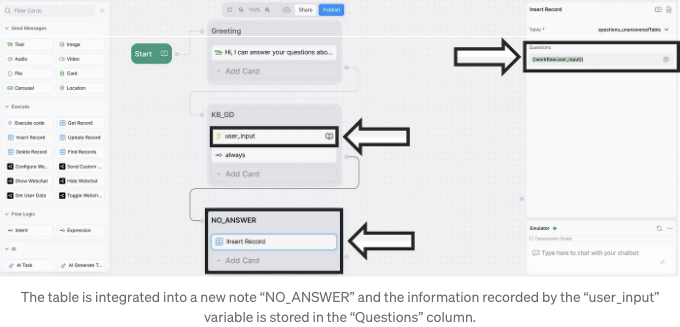 Filter Cards
100%
Share
Publish
Insert Record
Send Messages
Text
Image
Audio
Video
File
Card
Carousel
Location
Execute
Execute code
Get Record
Insert Record
Update Record
Delete Record
Find Records
Configure We...
Send Custom ...
Show Webchat
Hide Webchat
Get User Data
Toggle Webch...
Flow Logic
Intent
Expression
AI
AI Task
AI Generate T...
Start
Greeting
Hi, I can answer your questions abo...
+ Add Card
KB_GD
user_input
always
+ Add Card
NO_ANSWER
Insert Record
+ Add Card
Table *
Questions
{{workflow.user_input}}
Emulator
Type here to chat with your chatbot
The table is integrated into a new note “NO_ANSWER” and the information recorded by the “user_input”
variable is stored in the “Questions” column.